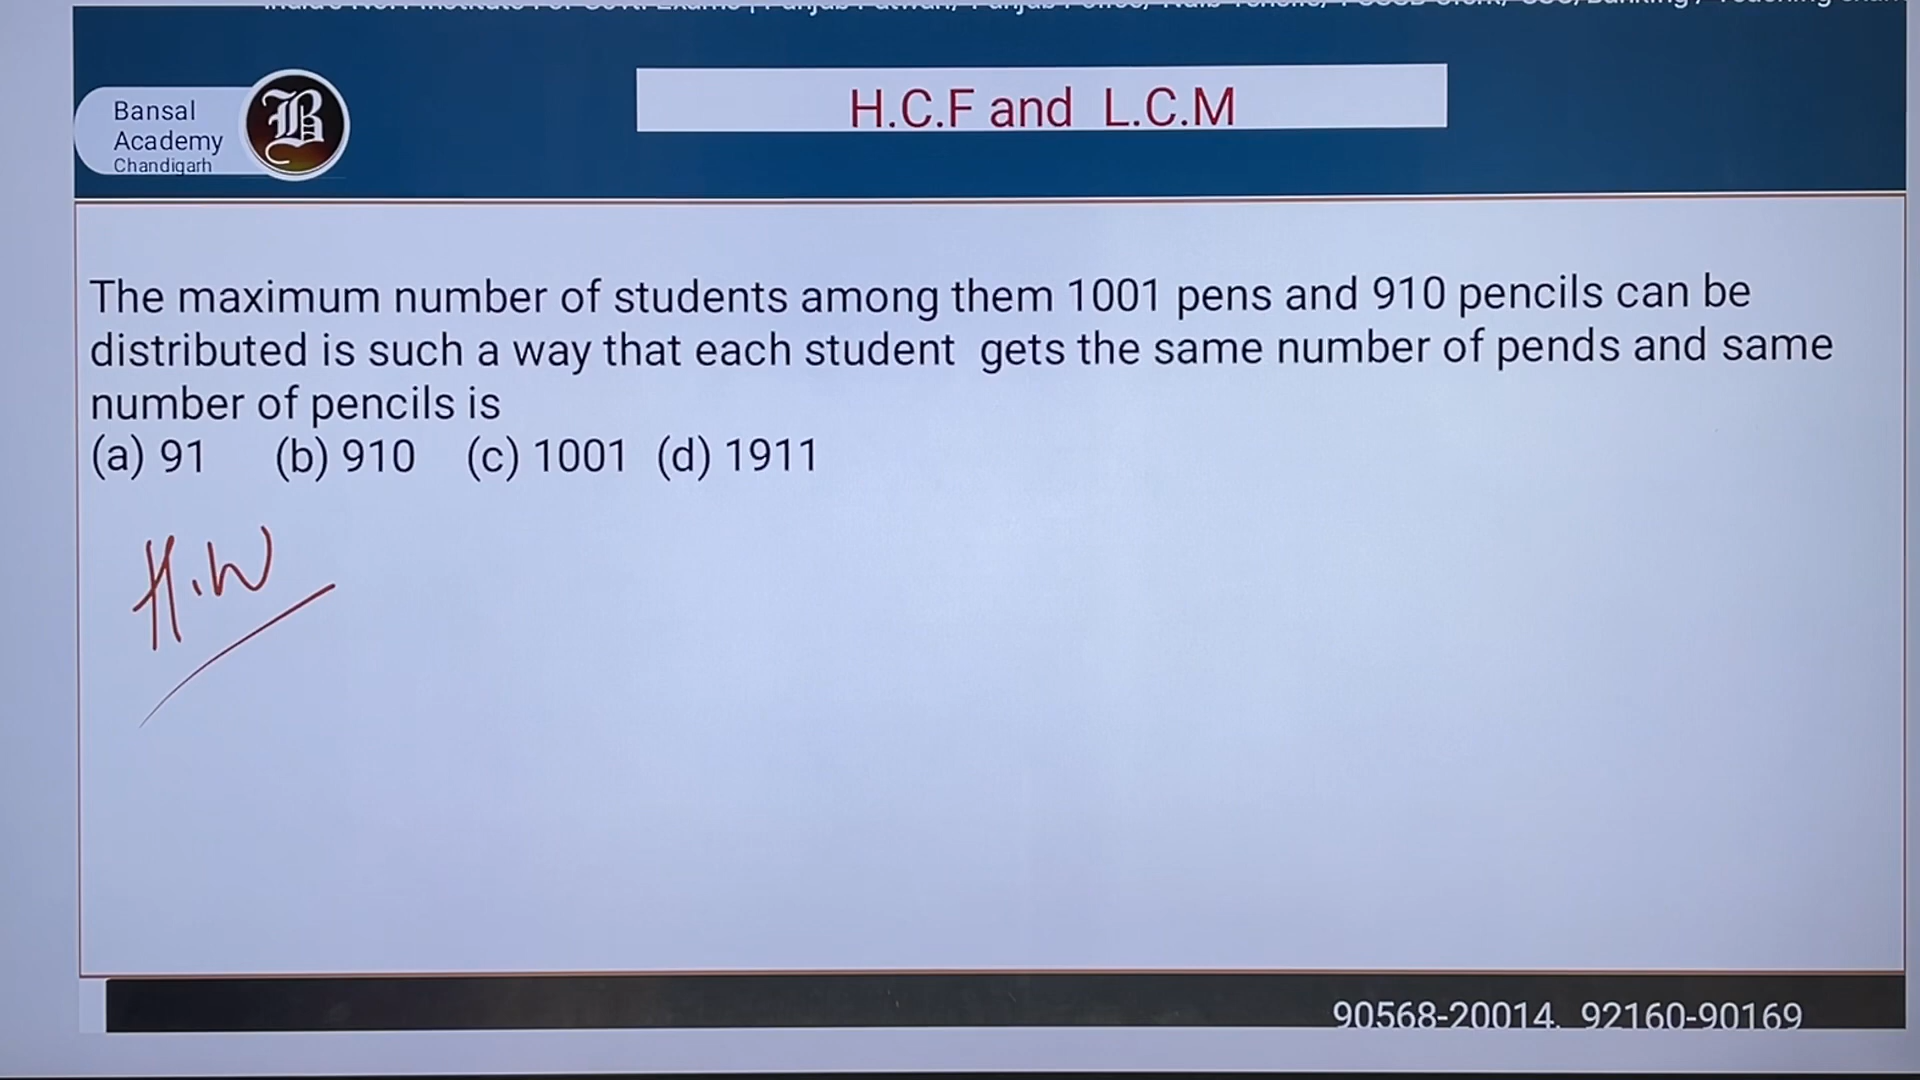 Bansal
Academy
Chandigarh
B
H.C.F and L.C.M
The maximum number of students among them 1001 pens and 910 pencils can be
distributed is such a way that each student gets the same number of pends and same
number of pencils is
(a) 91 (b) 910 (c) 1001 (d) 1911
H.W
90568-20014, 92160-90169